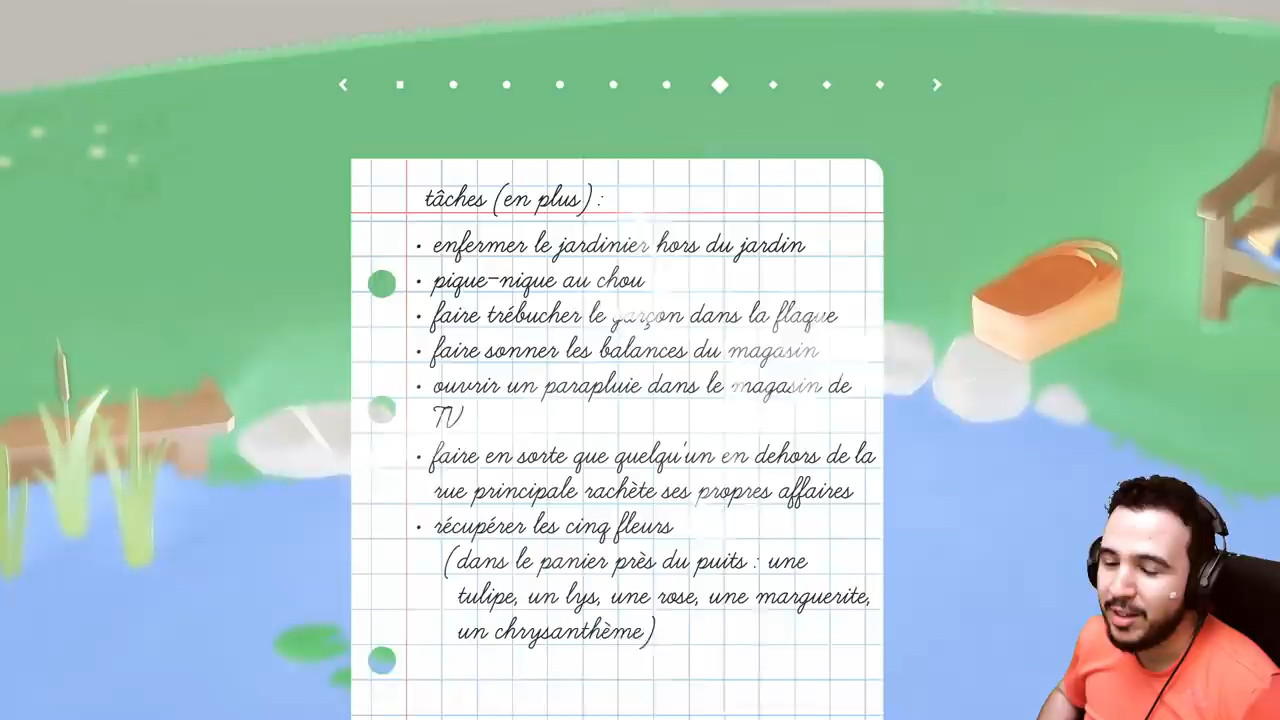 tâches (en plus) :
• enfermer le jardinier hors du jardin
• pique-nique au chou
• faire trébucher le garçon dans la flaque
• faire sonner les balances du magasin
• ouvrir un parapluie dans le magasin de
TV
• faire en sorte que quelqu'un en dehors de la
rue principale rachète ses propres affaires
• récupérer les cinq fleurs
(dans le panier près du puits : une
tulipe, un lys, une rose, une marguerite,
un chrysanthème)